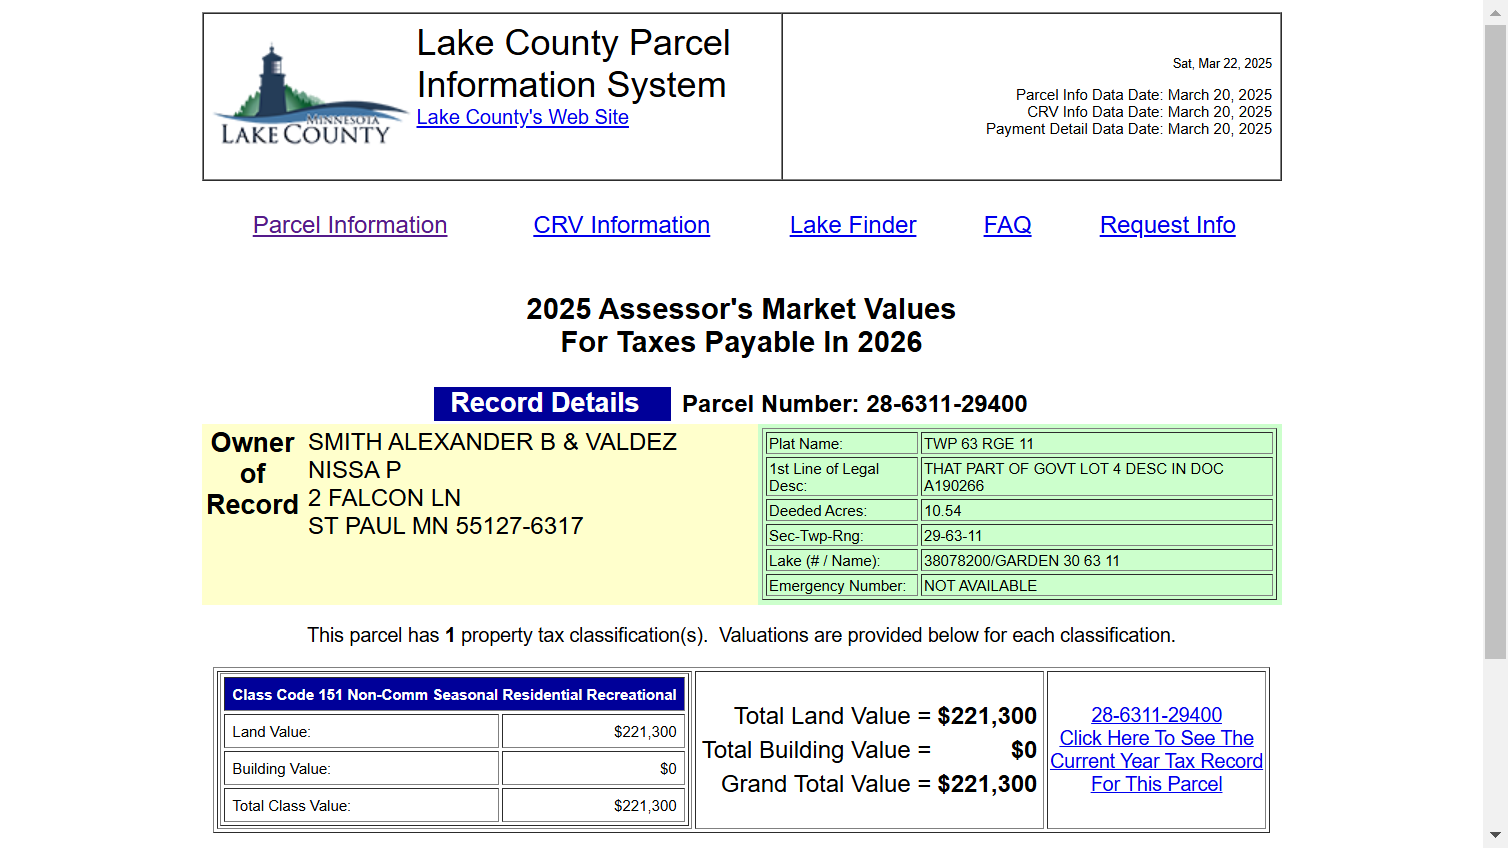 MINNESOTA
LAKE COUNTY
Lake County Parcel
Information System
Lake County's Web Site
Sat, Mar 22, 2025
Parcel Info Data Date: March 20, 2025
CRV Info Data Date: March 20, 2025
Payment Detail Data Date: March 20, 2025
Parcel Information
CRV Information
Lake Finder
FAQ
Request Info
2025 Assessor's Market Values
For Taxes Payable In 2026
Record Details Parcel Number: 28-6311-29400
Owner
of
Record
SMITH ALEXANDER B & VALDEZ
NISSA P
2 FALCON LN
ST PAUL MN 55127-6317
Plat Name: TWP 63 RGE 11
1st Line of Legal
Desc:
THAT PART OF GOVT LOT 4 DESC IN DOC
A190266
Deeded Acres: 10.54
Sec-Twp-Rng: 29-63-11
Lake (# / Name): 38078200/GARDEN 30 63 11
Emergency Number: NOT AVAILABLE
This parcel has 1 property tax classification(s). Valuations are provided below for each classification.
Class Code 151 Non-Comm Seasonal Residential Recreational
Land Value: $221,300
Building Value: $0
Total Class Value: $221,300
Total Land Value = $221,300
Total Building Value = $0
Grand Total Value = $221,300
28-6311-29400
Click Here To See The
Current Year Tax Record
For This Parcel